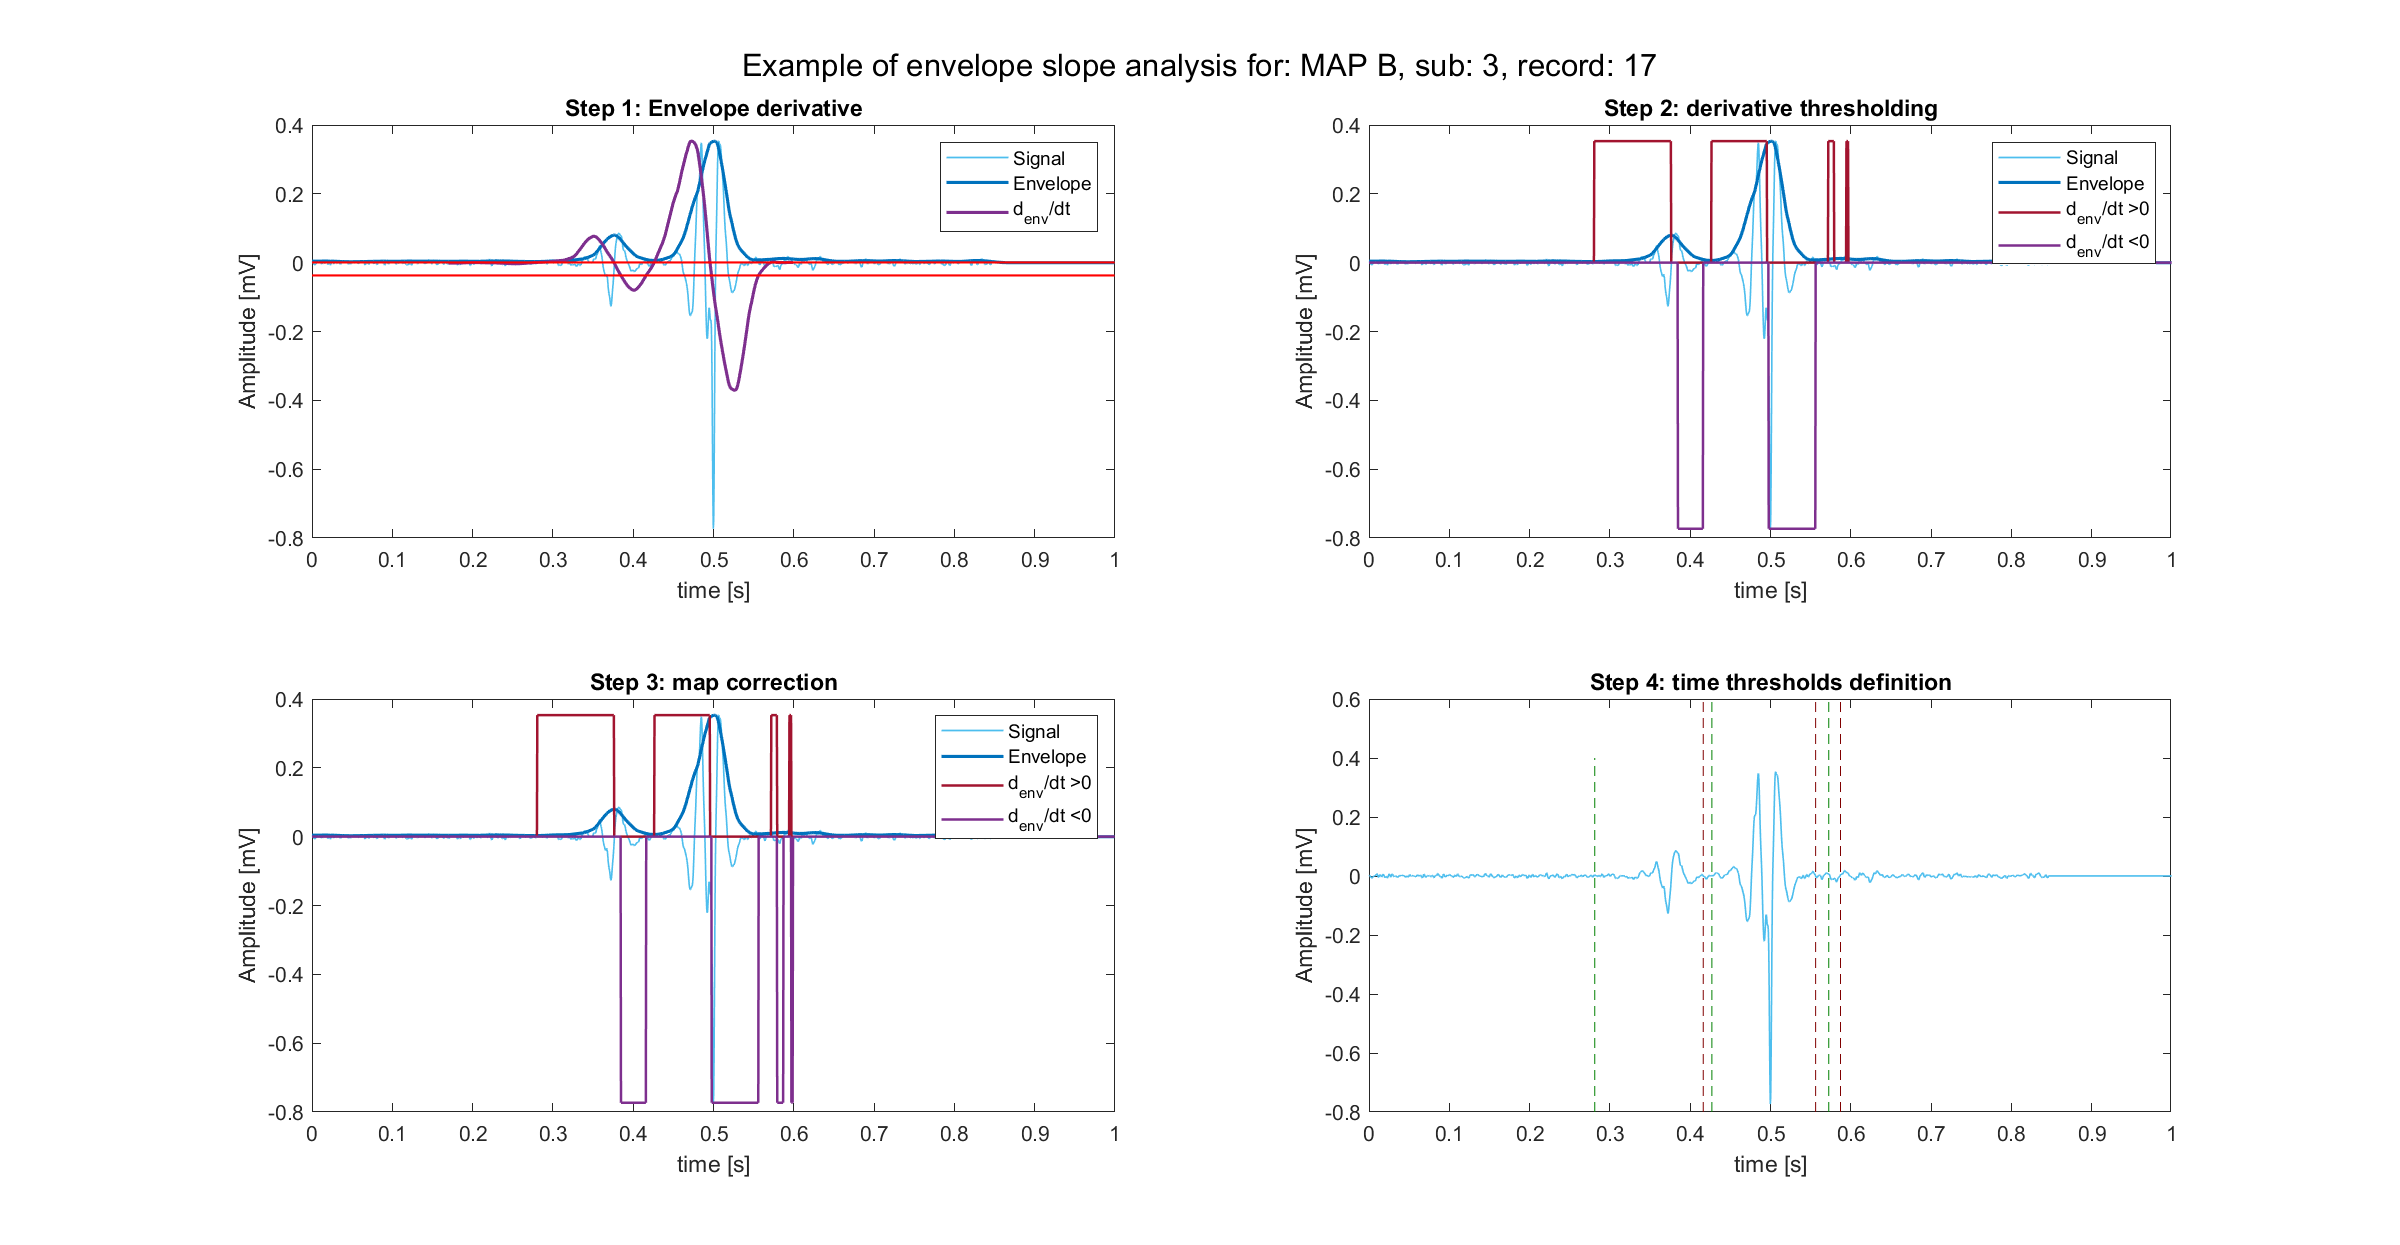 Example of envelope slope analysis for: MAP B, sub: 3, record: 17
Step 1: Envelope derivative
0.4
0.2
0
-0.2
-0.4
-0.6
-0.8
Amplitude [mV]
Signal
Envelope
d_env/dt
0 0.1 0.2 0.3 0.4 0.5 0.6 0.7 0.8 0.9 1
time [s]
Step 2: derivative thresholding
0.4
0.2
0
-0.2
-0.4
-0.6
-0.8
Amplitude [mV]
Signal
Envelope
d_env/dt >0
d_env/dt <0
0 0.1 0.2 0.3 0.4 0.5 0.6 0.7 0.8 0.9 1
time [s]
Step 3: map correction
0.4
0.2
0
-0.2
-0.4
-0.6
-0.8
Amplitude [mV]
Signal
Envelope
d_env/dt >0
d_env/dt <0
0 0.1 0.2 0.3 0.4 0.5 0.6 0.7 0.8 0.9 1
time [s]
Step 4: time thresholds definition
0.6
0.4
0.2
0
-0.2
-0.4
-0.6
-0.8
Amplitude [mV]
0 0.1 0.2 0.3 0.4 0.5 0.6 0.7 0.8 0.9 1
time [s]